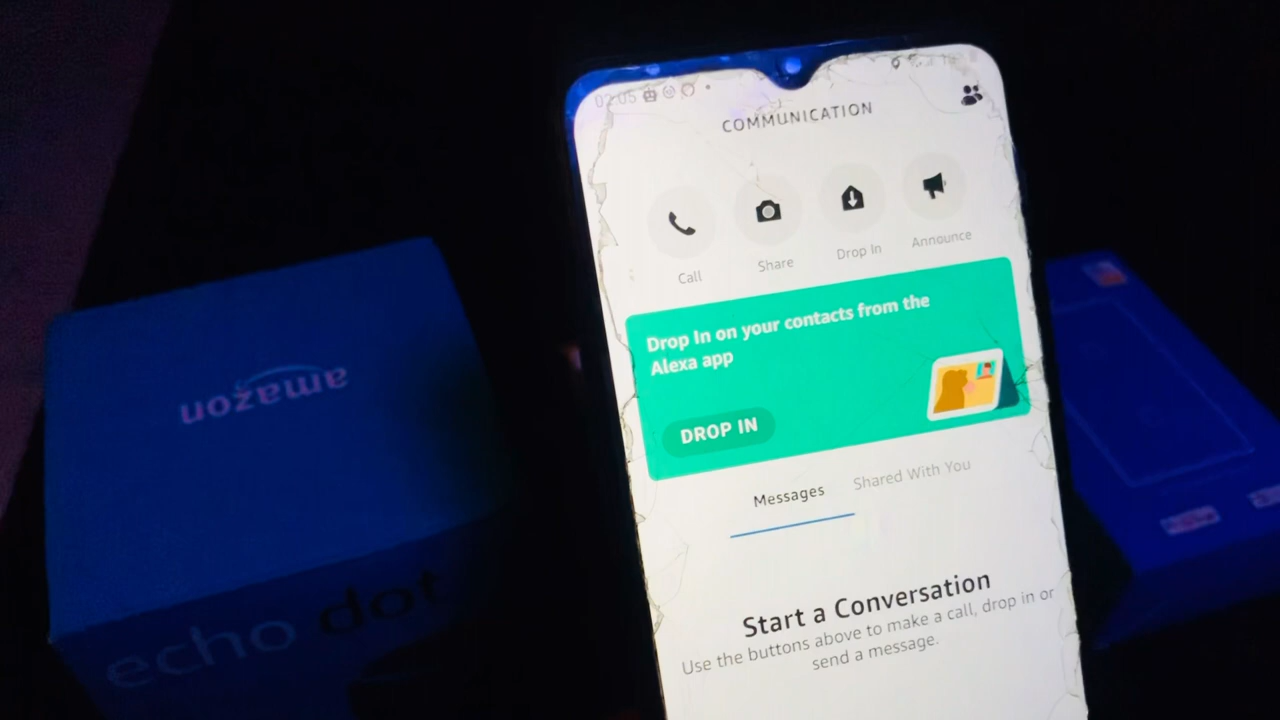 02:05
COMMUNICATION
Call
Share
Drop In
Announce
Drop In on your contacts from the
Alexa app
DROP IN
Messages
Shared With You
Start a Conversation
Use the buttons above to make a call, drop in or
send a message.
amazon
echo dot